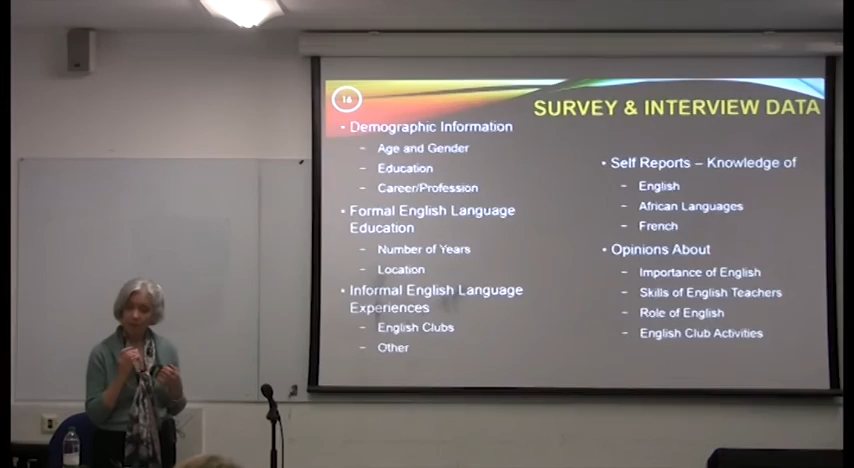 16
SURVEY & INTERVIEW DATA
• Demographic Information
– Age and Gender
– Education
– Career/Profession
• Formal English Language
Education
– Number of Years
– Location
• Informal English Language
Experiences
– English Clubs
– Other
• Self Reports – Knowledge of
– English
– African Languages
– French
• Opinions About
– Importance of English
– Skills of English Teachers
– Role of English
– English Club Activities